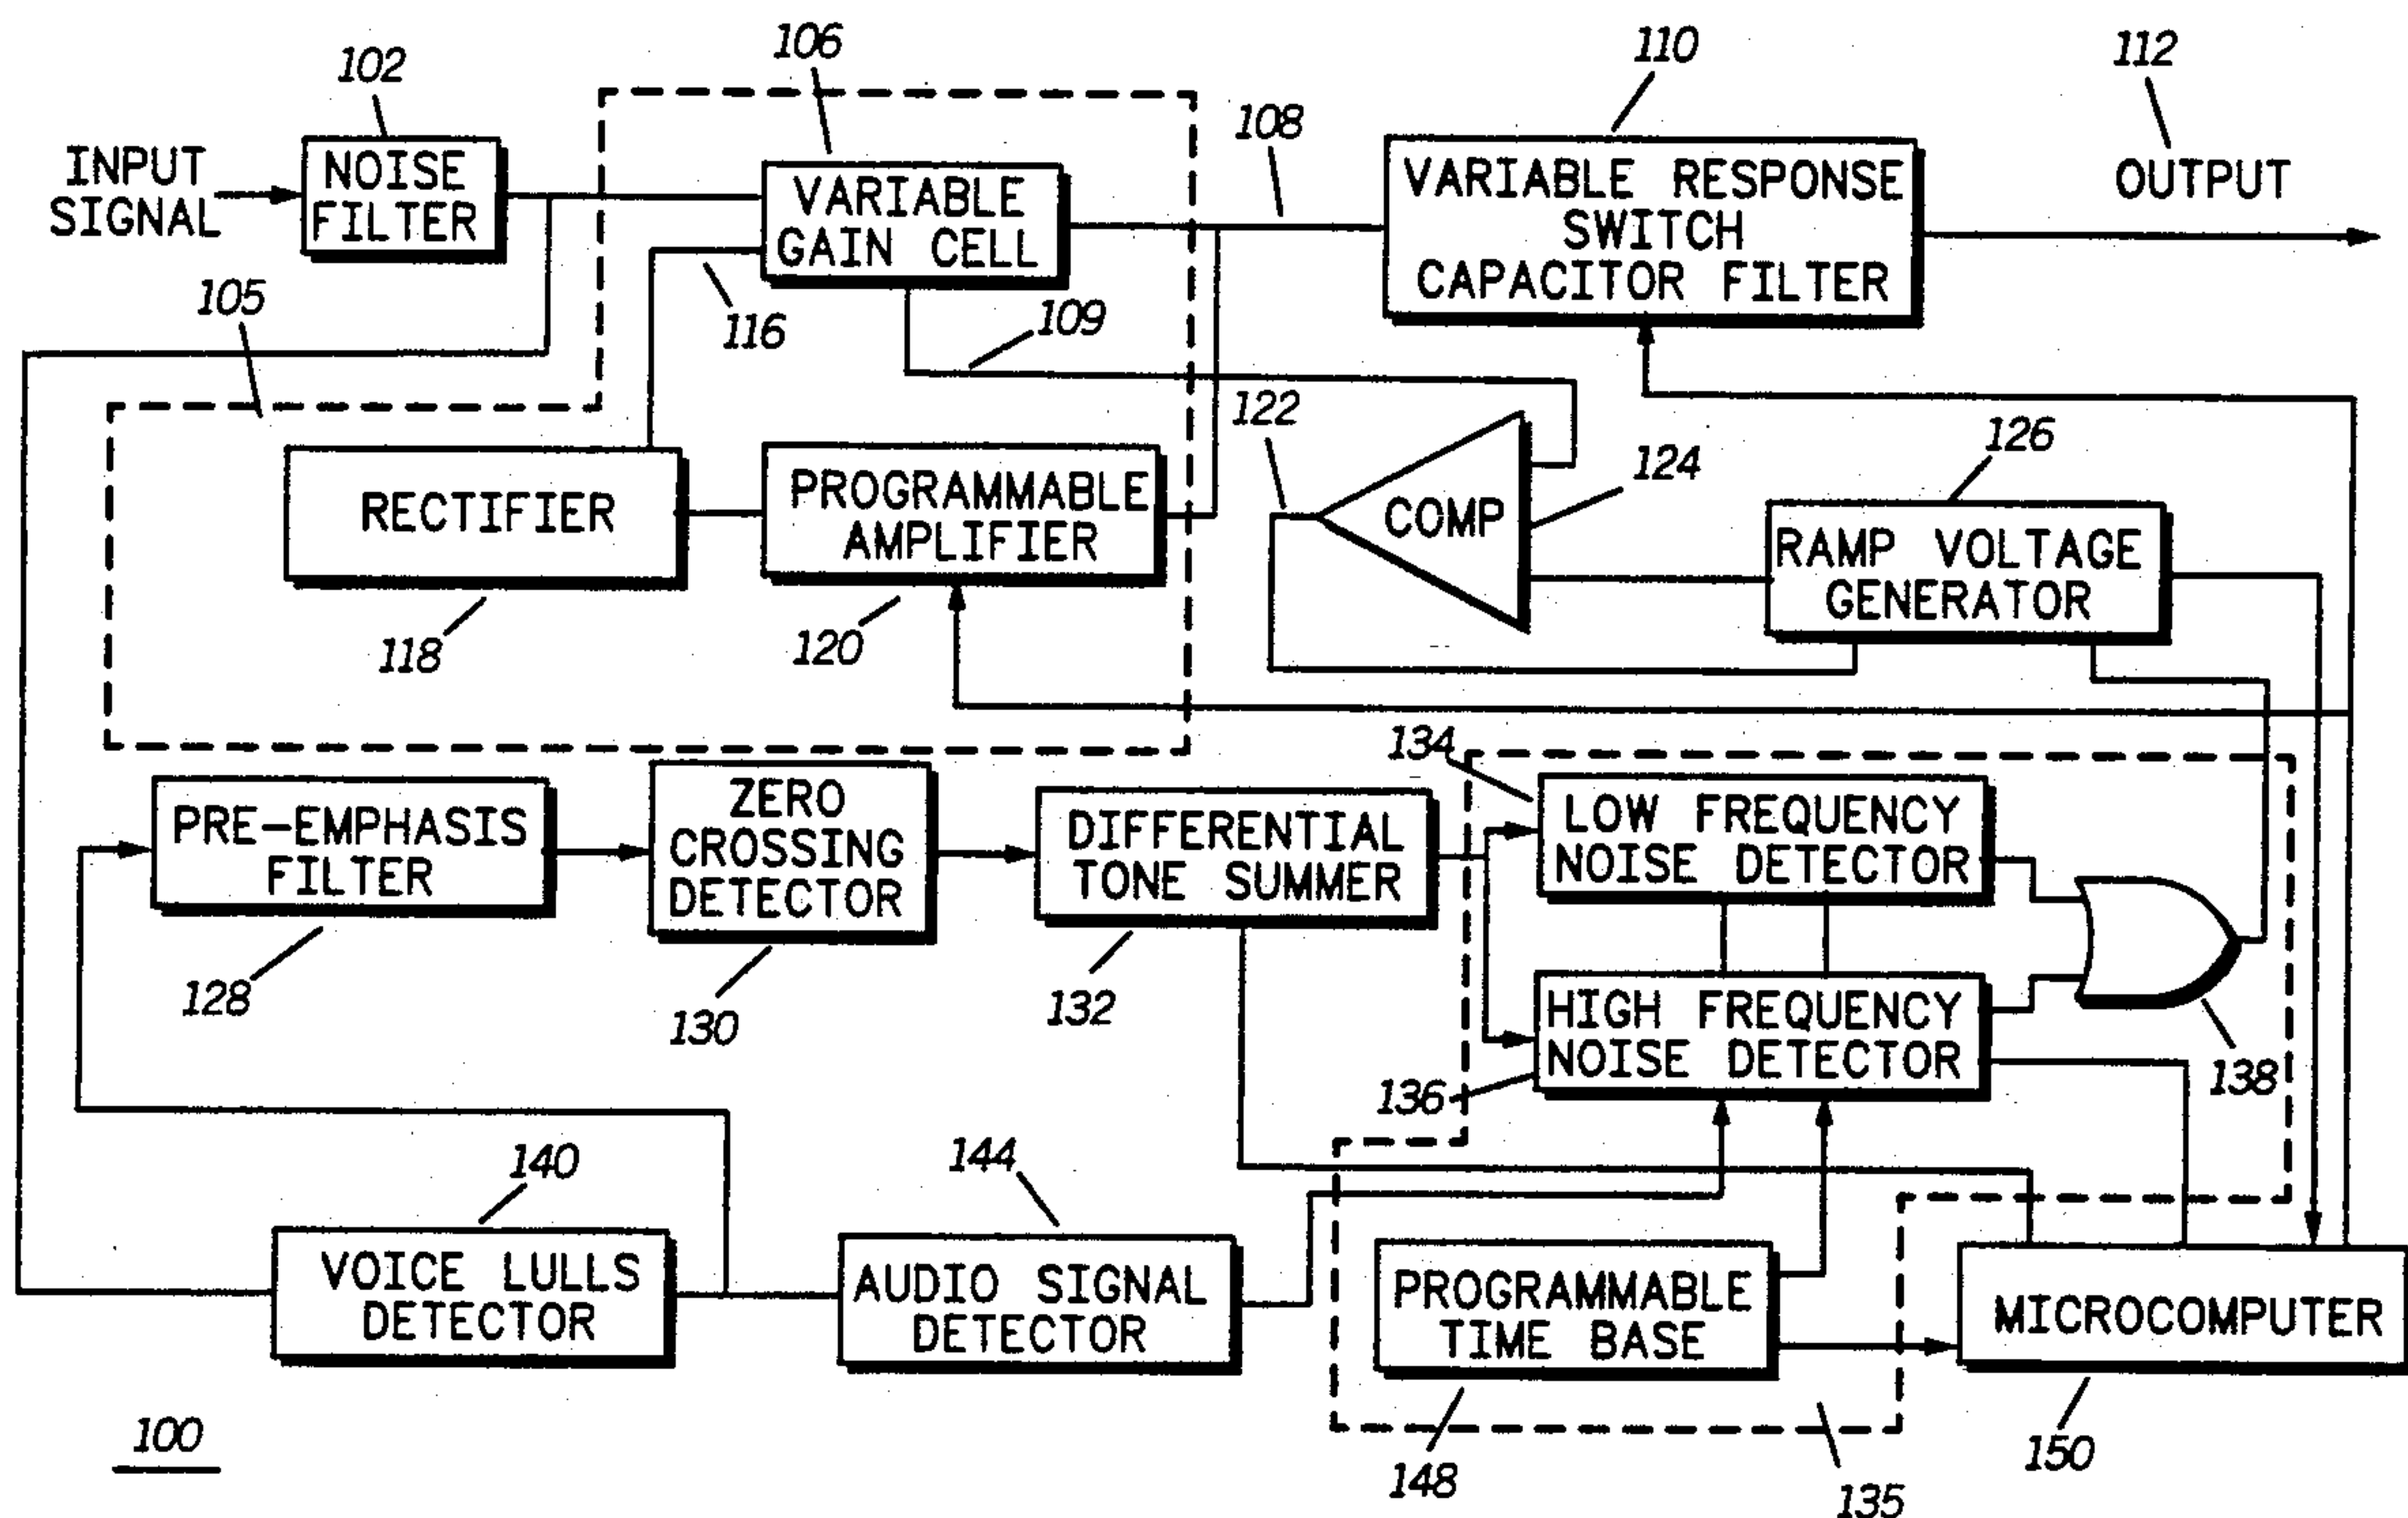 102
106
110
112
INPUT
SIGNAL
NOISE
FILTER
VARIABLE
GAIN CELL
108
VARIABLE RESPONSE
SWITCH
CAPACITOR FILTER
OUTPUT
105
116
109
RECTIFIER
PROGRAMMABLE
AMPLIFIER
122
COMP
124
126
RAMP VOLTAGE
GENERATOR
118
120
PRE-EMPHASIS
FILTER
ZERO
CROSSING
DETECTOR
DIFFERENTIAL
TONE SUMMER
134
LOW FREQUENCY
NOISE DETECTOR
128
130
132
HIGH FREQUENCY
NOISE DETECTOR
136
138
140
144
VOICE LULLS
DETECTOR
AUDIO SIGNAL
DETECTOR
PROGRAMMABLE
TIME BASE
MICROCOMPUTER
100
148
135
150